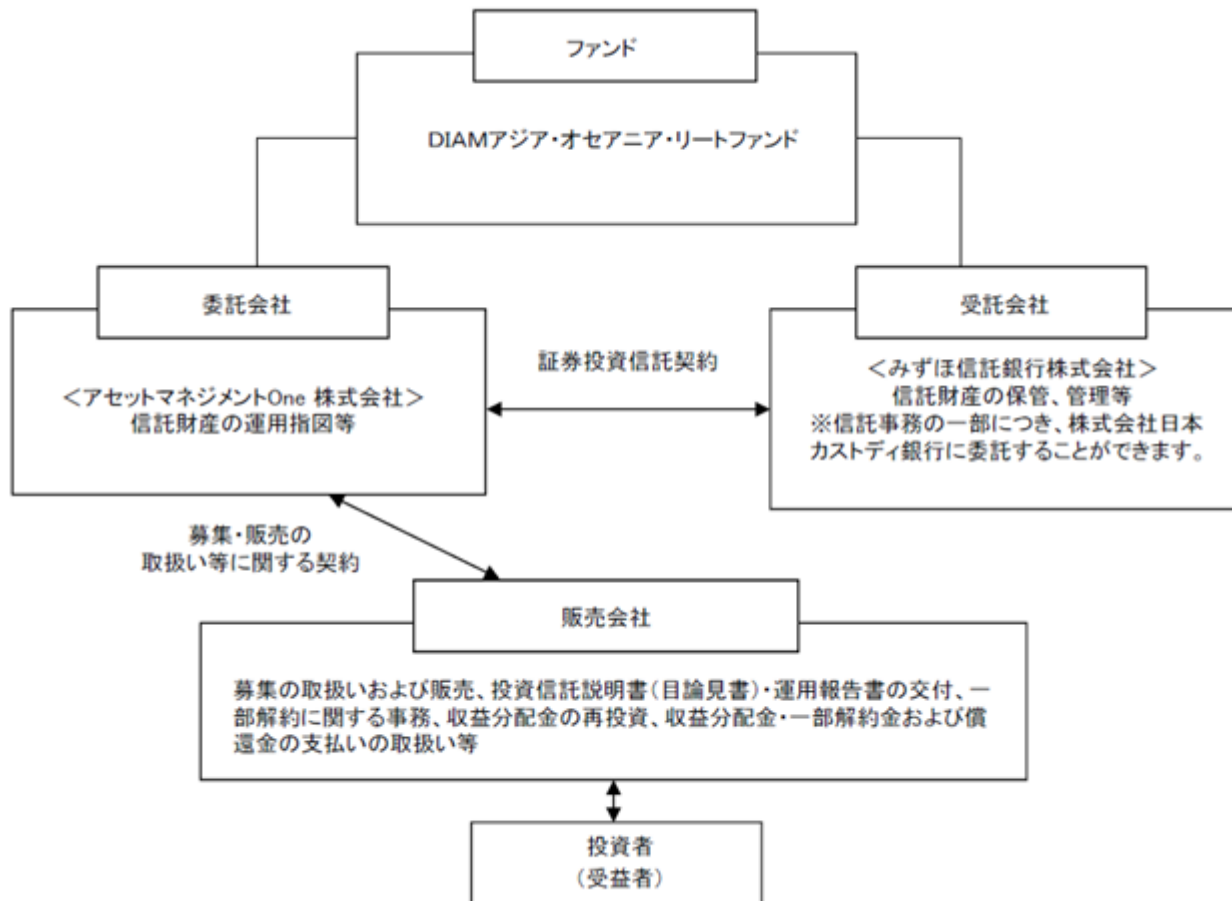 ファンド
DIAMアジア・オセアニア・リートファンド
委託会社
＜アセットマネジメントOne 株式会社＞
信託財産の運用指図等
証券投資信託契約
受託会社
＜みずほ信託銀行株式会社＞
信託財産の保管、管理等
※信託事務の一部につき、株式会社日本
カストディ銀行に委託することができます。
募集・販売の
取扱い等に関する契約
販売会社
募集の取扱いおよび販売、投資信託説明書（目論見書）・運用報告書の交付、一
部解約に関する事務、収益分配金の再投資、収益分配金・一部解約金および償
還金の支払いの取扱い等
投資者
（受益者）